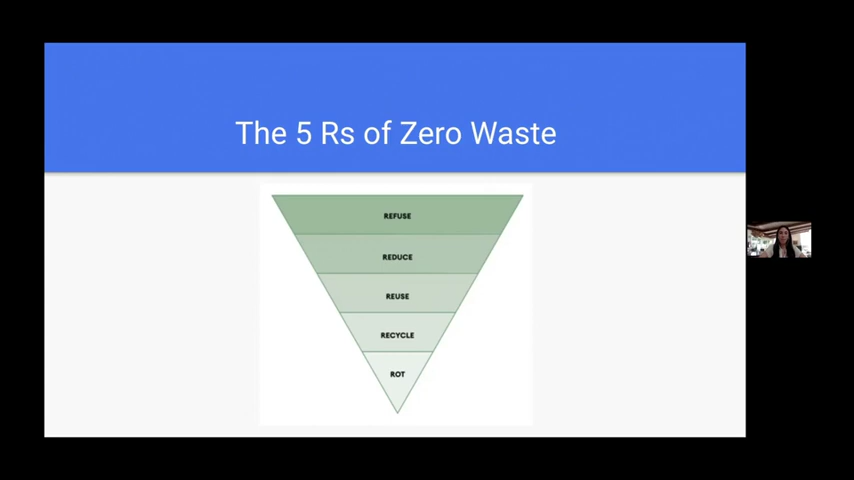 The 5 Rs of Zero Waste
REFUSE
REDUCE
REUSE
RECYCLE
ROT